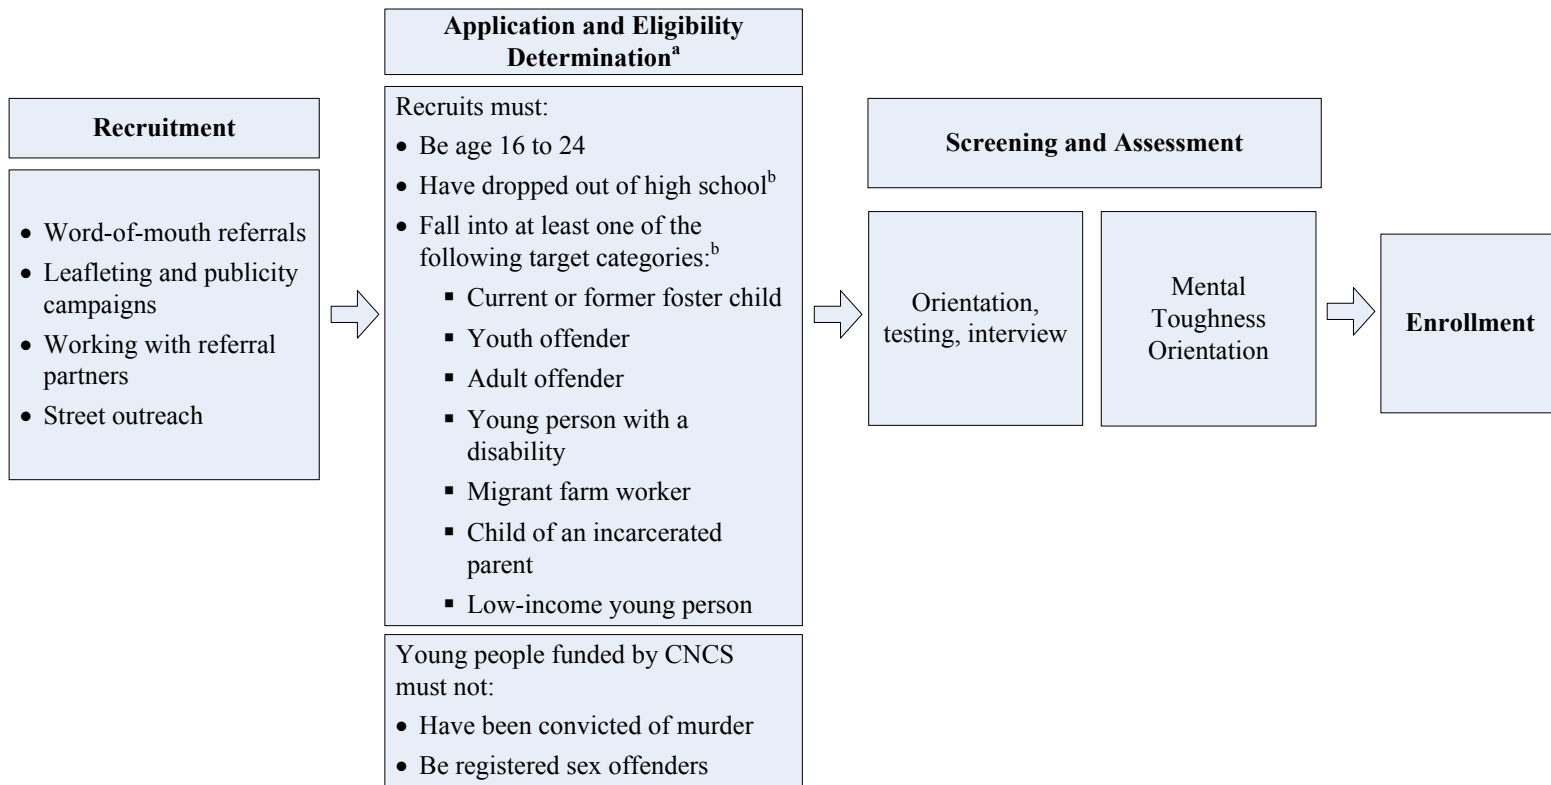 Recruitment
• Word-of-mouth referrals
• Leafleting and publicity
campaigns
• Working with referral
partners
• Street outreach
Application and Eligibility
Determinationᵃ
Recruits must:
• Be age 16 to 24
• Have dropped out of high schoolᵇ
• Fall into at least one of the
following target categories:ᵇ
▪ Current or former foster child
▪ Youth offender
▪ Adult offender
▪ Young person with a
disability
▪ Migrant farm worker
▪ Child of an incarcerated
parent
▪ Low-income young person
Young people funded by CNCS
must not:
• Have been convicted of murder
• Be registered sex offenders
Screening and Assessment
Orientation,
testing, interview
Mental
Toughness
Orientation
Enrollment